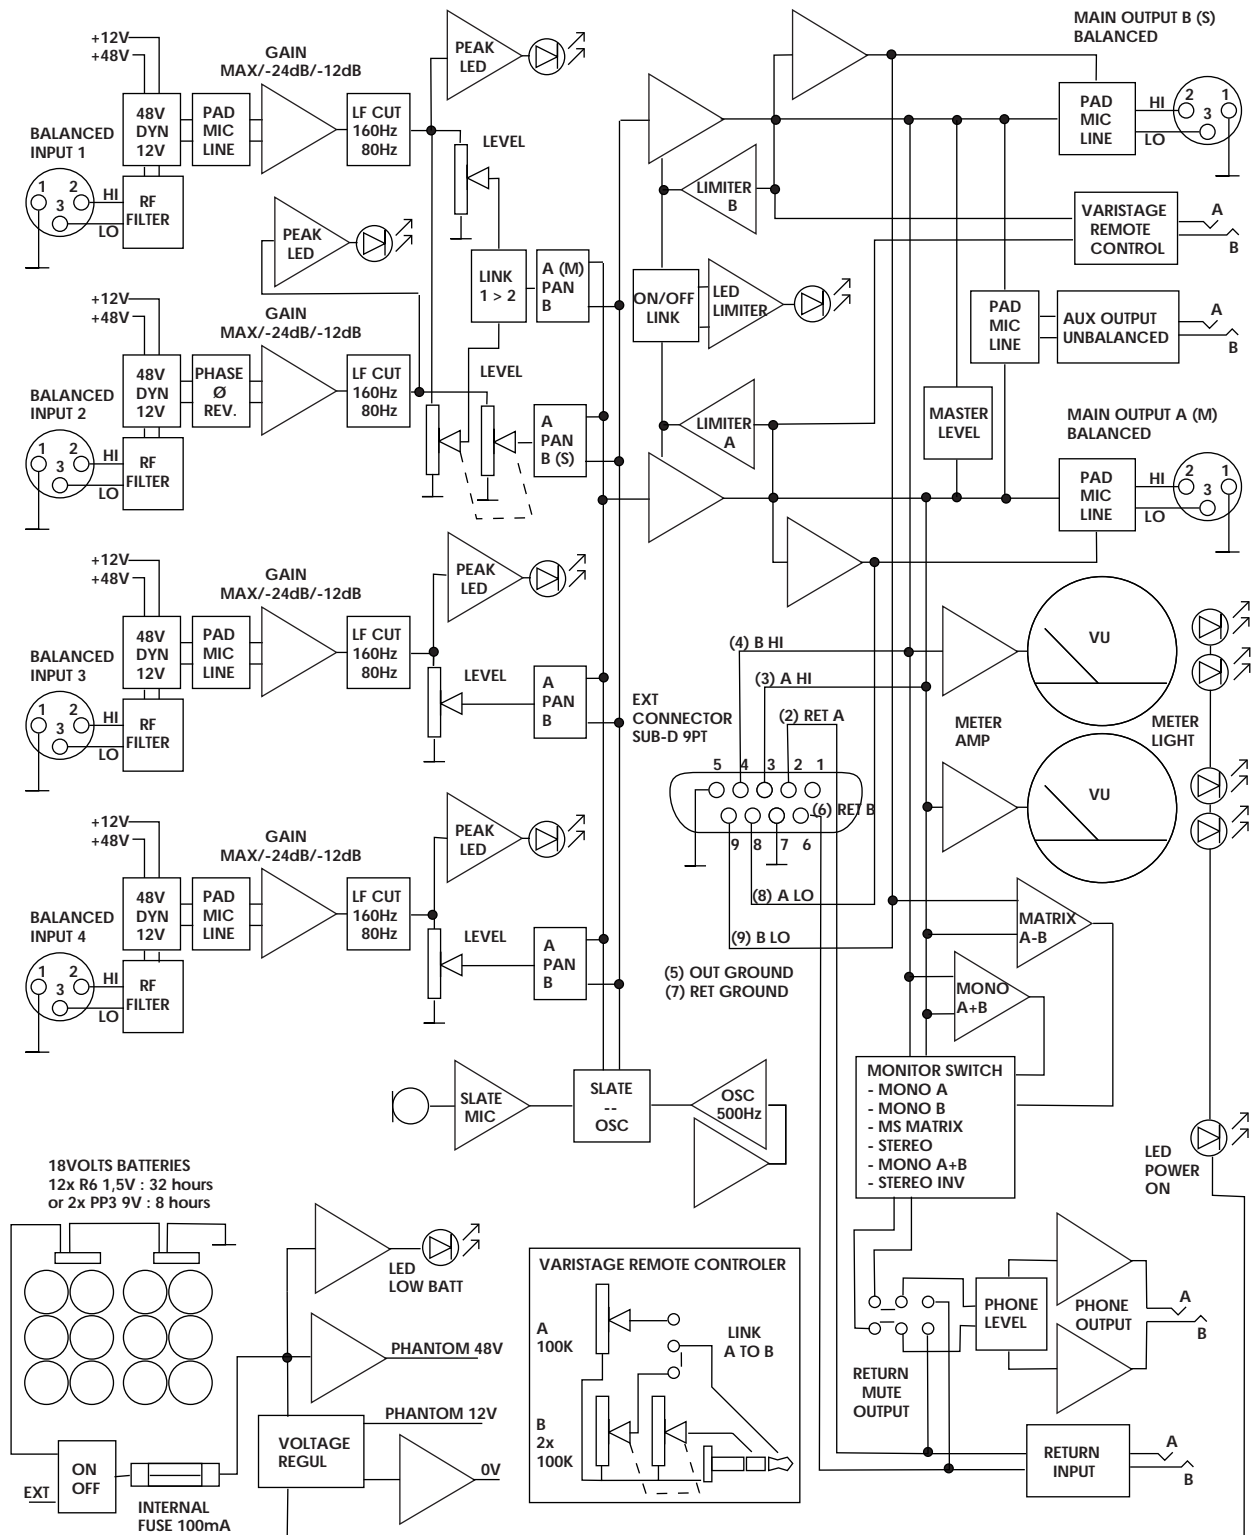 MAIN OUTPUT B (S)
BALANCED
+12V
+48V
GAIN
MAX/-24dB/-12dB
PEAK
LED
48V
DYN
12V
PAD
MIC
LINE
LF CUT
160Hz
80Hz
BALANCED
INPUT 1
1
2
3
HI
LO
RF
FILTER
LEVEL
PEAK
LED
LINK
1 > 2
A (M)
PAN
B
LIMITER
B
ON/OFF
LINK
LED
LIMITER
PAD
MIC
LINE
HI
LO
2
1
3
VARISTAGE
REMOTE
CONTROL
A
B
PAD
MIC
LINE
AUX OUTPUT
UNBALANCED
A
B
+12V
+48V
GAIN
MAX/-24dB/-12dB
48V
DYN
12V
PHASE
Ø
REV.
LF CUT
160Hz
80Hz
LEVEL
BALANCED
INPUT 2
1
2
3
HI
LO
RF
FILTER
A
PAN
B (S)
LIMITER
A
MASTER
LEVEL
MAIN OUTPUT A (M)
BALANCED
PAD
MIC
LINE
HI
LO
2
1
3
+12V
+48V
GAIN
MAX/-24dB/-12dB
PEAK
LED
48V
DYN
12V
PAD
MIC
LINE
LF CUT
160Hz
80Hz
BALANCED
INPUT 3
1
2
3
HI
LO
RF
FILTER
LEVEL
A
PAN
B
EXT
CONNECTOR
SUB-D 9PT
(4) B HI
(3) A HI
(2) RET A
5
4
3
2
1
(6) RET B
9
8
7
6
(8) A LO
(9) B LO
(5) OUT GROUND
(7) RET GROUND
VU
METER
AMP
METER
LIGHT
VU
+12V
+48V
GAIN
MAX/-24dB/-12dB
PEAK
LED
48V
DYN
12V
PAD
MIC
LINE
LF CUT
160Hz
80Hz
BALANCED
INPUT 4
1
2
3
HI
LO
RF
FILTER
LEVEL
A
PAN
B
MATRIX
A-B
MONO
A+B
SLATE
MIC
SLATE
--
OSC
OSC
500Hz
MONITOR SWITCH
- MONO A
- MONO B
- MS MATRIX
- STEREO
- MONO A+B
- STEREO INV
LED
POWER
ON
18VOLTS BATTERIES
12x R6 1,5V : 32 hours
or 2x PP3 9V : 8 hours
LED
LOW BATT
PHANTOM 48V
PHANTOM 12V
VOLTAGE
REGUL
0V
ON
OFF
EXT
INTERNAL
FUSE 100mA
VARISTAGE REMOTE CONTROLER
A
100K
LINK
A TO B
B
2x
100K
PHONE
LEVEL
PHONE
OUTPUT
A
B
RETURN
MUTE
OUTPUT
RETURN
INPUT
A
B